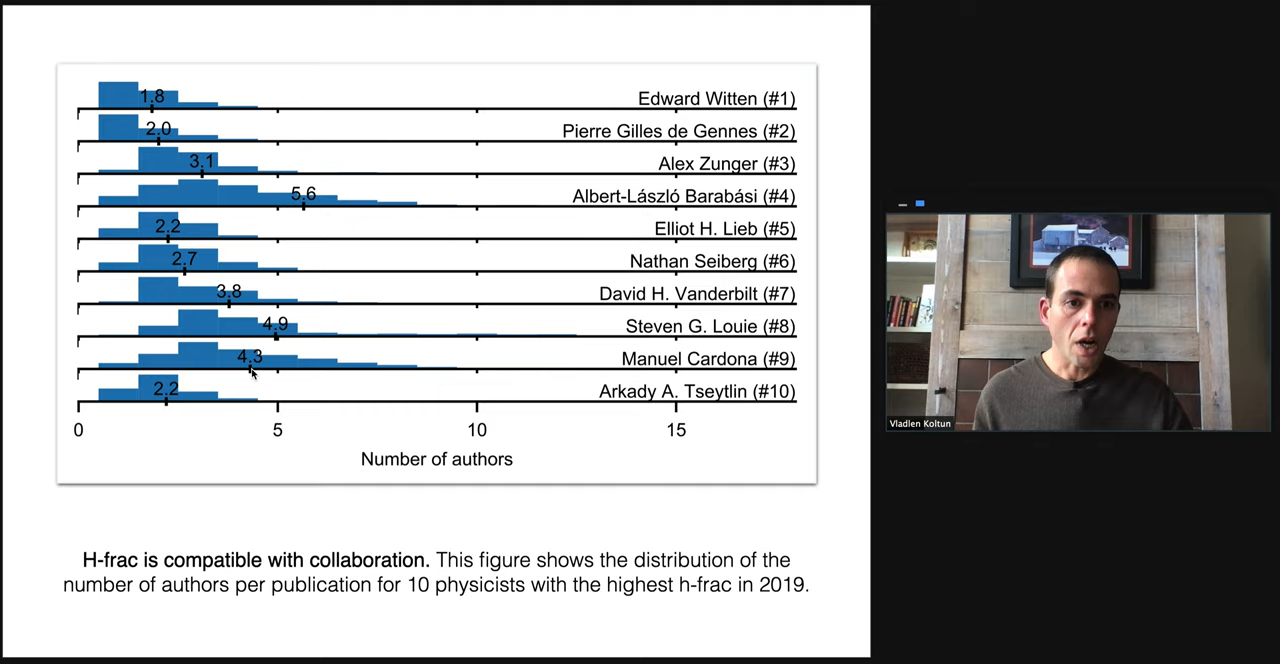 1.8 Edward Witten (#1)
2.0 Pierre Gilles de Gennes (#2)
3.1 Alex Zunger (#3)
5.6 Albert-László Barabási (#4)
2.2 Elliot H. Lieb (#5)
2.7 Nathan Seiberg (#6)
3.8 David H. Vanderbilt (#7)
4.9 Steven G. Louie (#8)
4.3 Manuel Cardona (#9)
2.2 Arkady A. Tseytlin (#10)
0 5 10 15
Number of authors
H-frac is compatible with collaboration. This figure shows the distribution of the
number of authors per publication for 10 physicists with the highest h-frac in 2019.
Vladlen Koltun